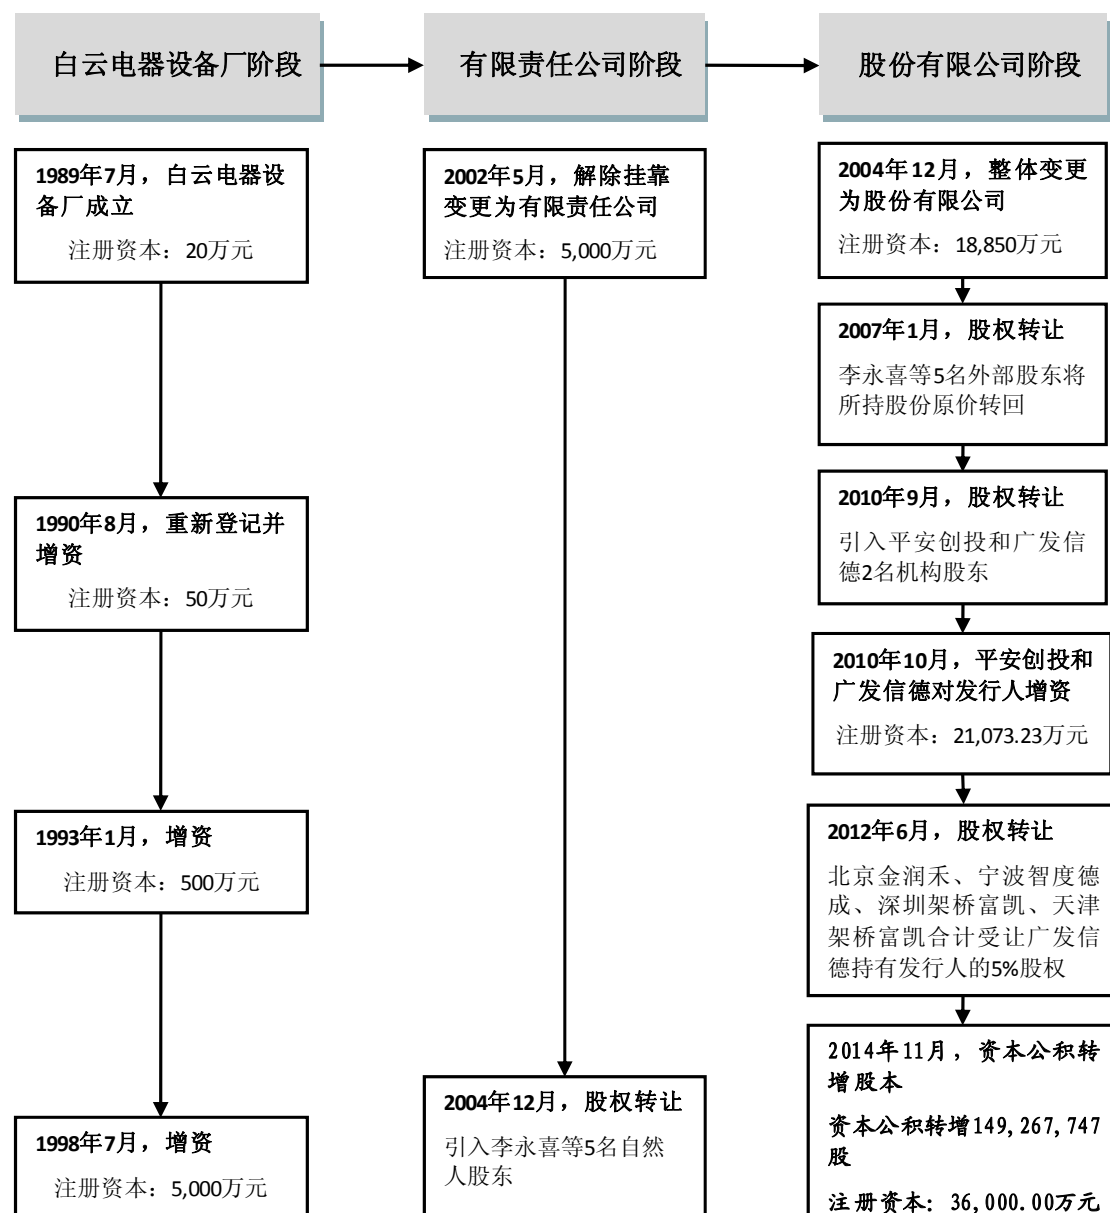 白云电器设备厂阶段
有限责任公司阶段
股份有限公司阶段
1989年7月，白云电器设
备厂成立
注册资本：20万元
1990年8月，重新登记并
增资
注册资本：50万元
1993年1月，增资
注册资本：500万元
1998年7月，增资
注册资本：5,000万元
2002年5月，解除挂靠
变更为有限责任公司
注册资本：5,000万元
2004年12月，股权转让
引入李永喜等5名自然
人股东
2004年12月，整体变更
为股份有限公司
注册资本：18,850万元
2007年1月，股权转让
李永喜等5名外部股东将
所持股份原价转回
2010年9月，股权转让
引入平安创投和广发信
德2名机构股东
2010年10月，平安创投和
广发信德对发行人增资
注册资本：21,073.23万元
2012年6月，股权转让
北京金润禾、宁波智度德
成、深圳架桥富凯、天津
架桥富凯合计受让广发信
德持有发行人的5%股权
2014年11月，资本公积转
增股本
资本公积转增149,267,747
股
注册资本：36,000.00万元